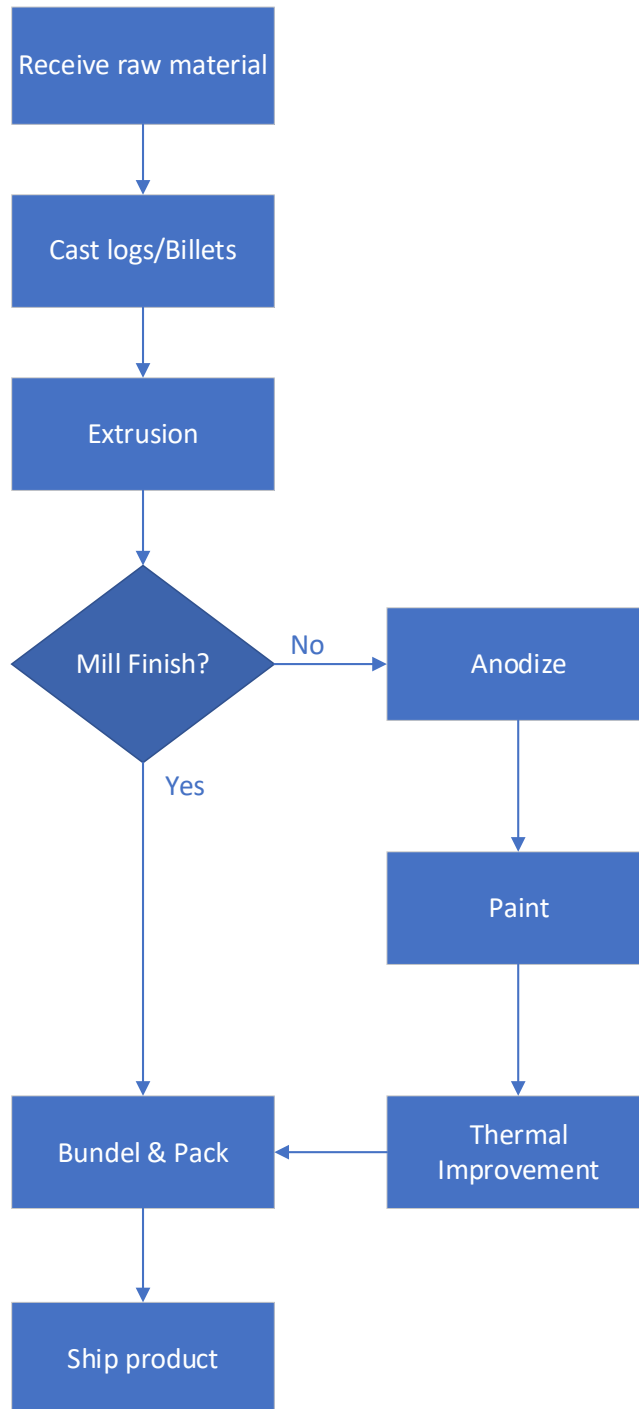 Receive raw material
Cast logs/Billets
Extrusion
Mill Finish?
No
Anodize
Yes
Paint
Thermal
Improvement
Bundel & Pack
Ship product